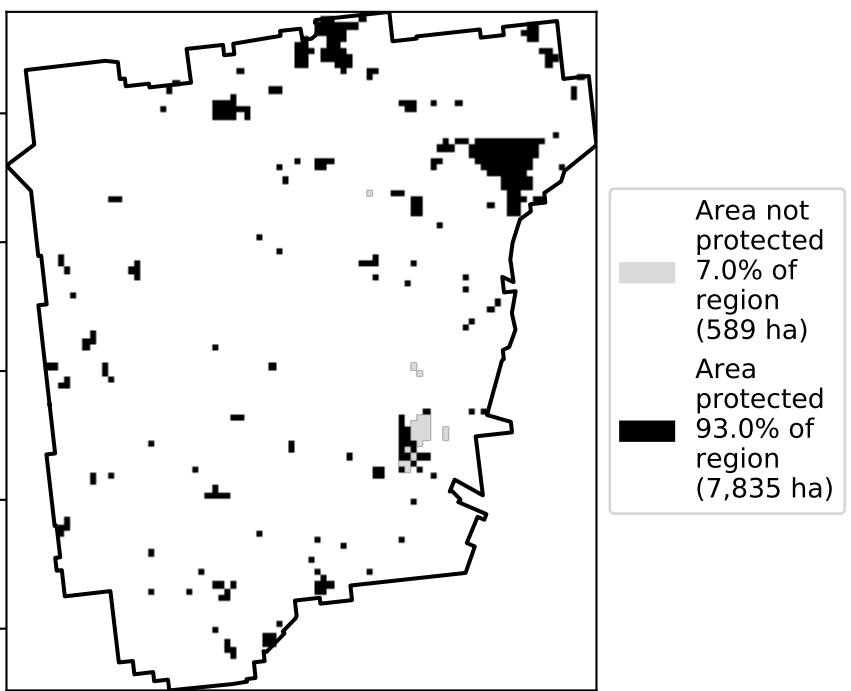 Area not
protected
7.0% of
region
(589 ha)
Area
protected
93.0% of
region
(7,835 ha)